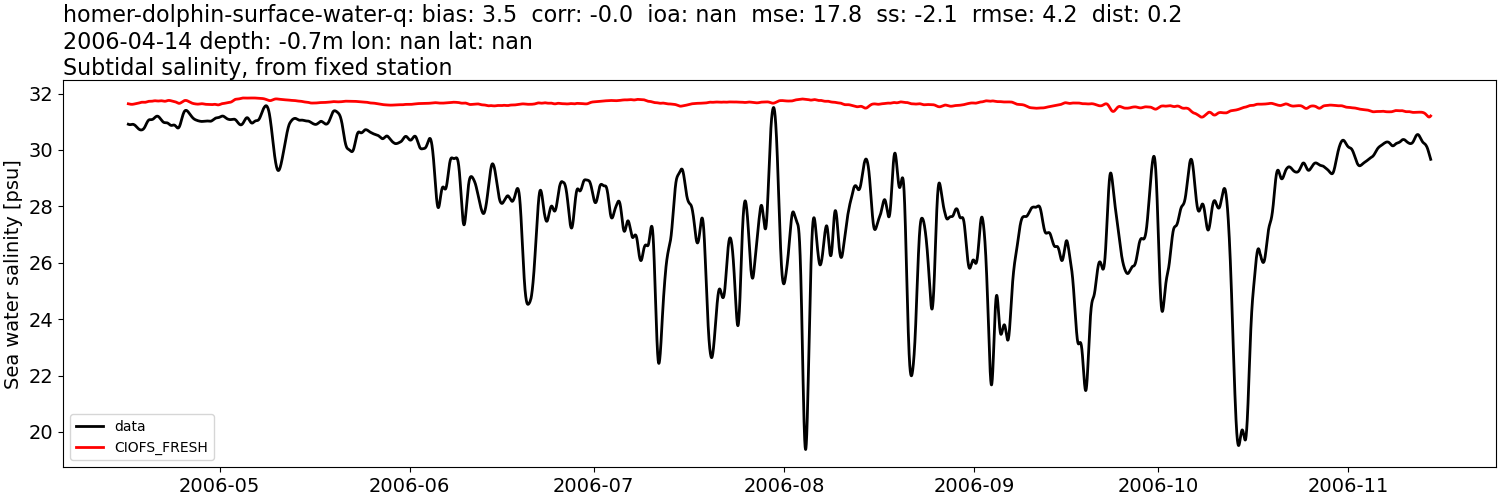 homer-dolphin-surface-water-q: bias: 3.5  corr: -0.0  ioa: nan  mse: 17.8  ss: -2.1  rmse: 4.2  dist: 0.2
2006-04-14 depth: -0.7m lon: nan lat: nan
Subtidal salinity, from fixed station
Sea water salinity [psu]
32
30
28
26
24
22
20
data
CIOFS_FRESH
2006-05
2006-06
2006-07
2006-08
2006-09
2006-10
2006-11